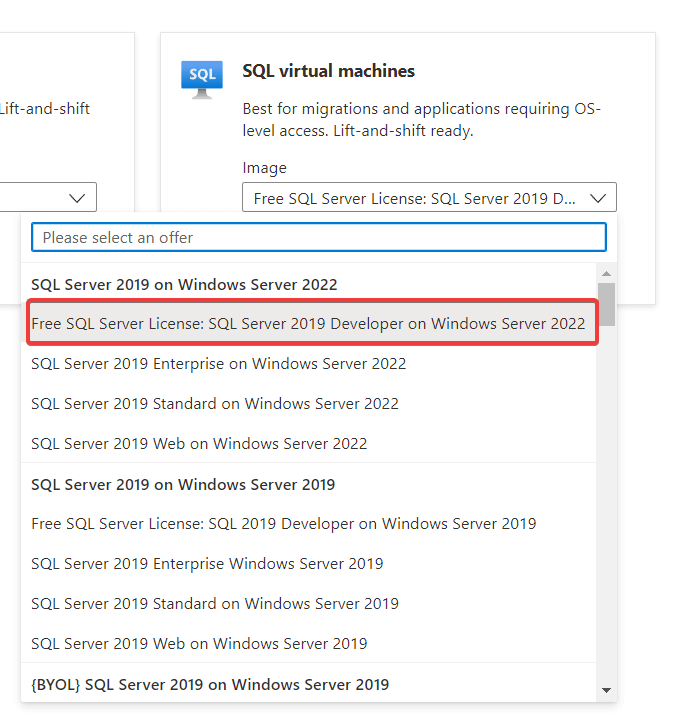 Lift-and-shift
SQL
SQL virtual machines
Best for migrations and applications requiring OS-
level access. Lift-and-shift ready.
Image
Free SQL Server License: SQL Server 2019 D...
Please select an offer
SQL Server 2019 on Windows Server 2022
Free SQL Server License: SQL Server 2019 Developer on Windows Server 2022
SQL Server 2019 Enterprise on Windows Server 2022
SQL Server 2019 Standard on Windows Server 2022
SQL Server 2019 Web on Windows Server 2022
SQL Server 2019 on Windows Server 2019
Free SQL Server License: SQL 2019 Developer on Windows Server 2019
SQL Server 2019 Enterprise Windows Server 2019
SQL Server 2019 Standard on Windows Server 2019
SQL Server 2019 Web on Windows Server 2019
{BYOL} SQL Server 2019 on Windows Server 2019